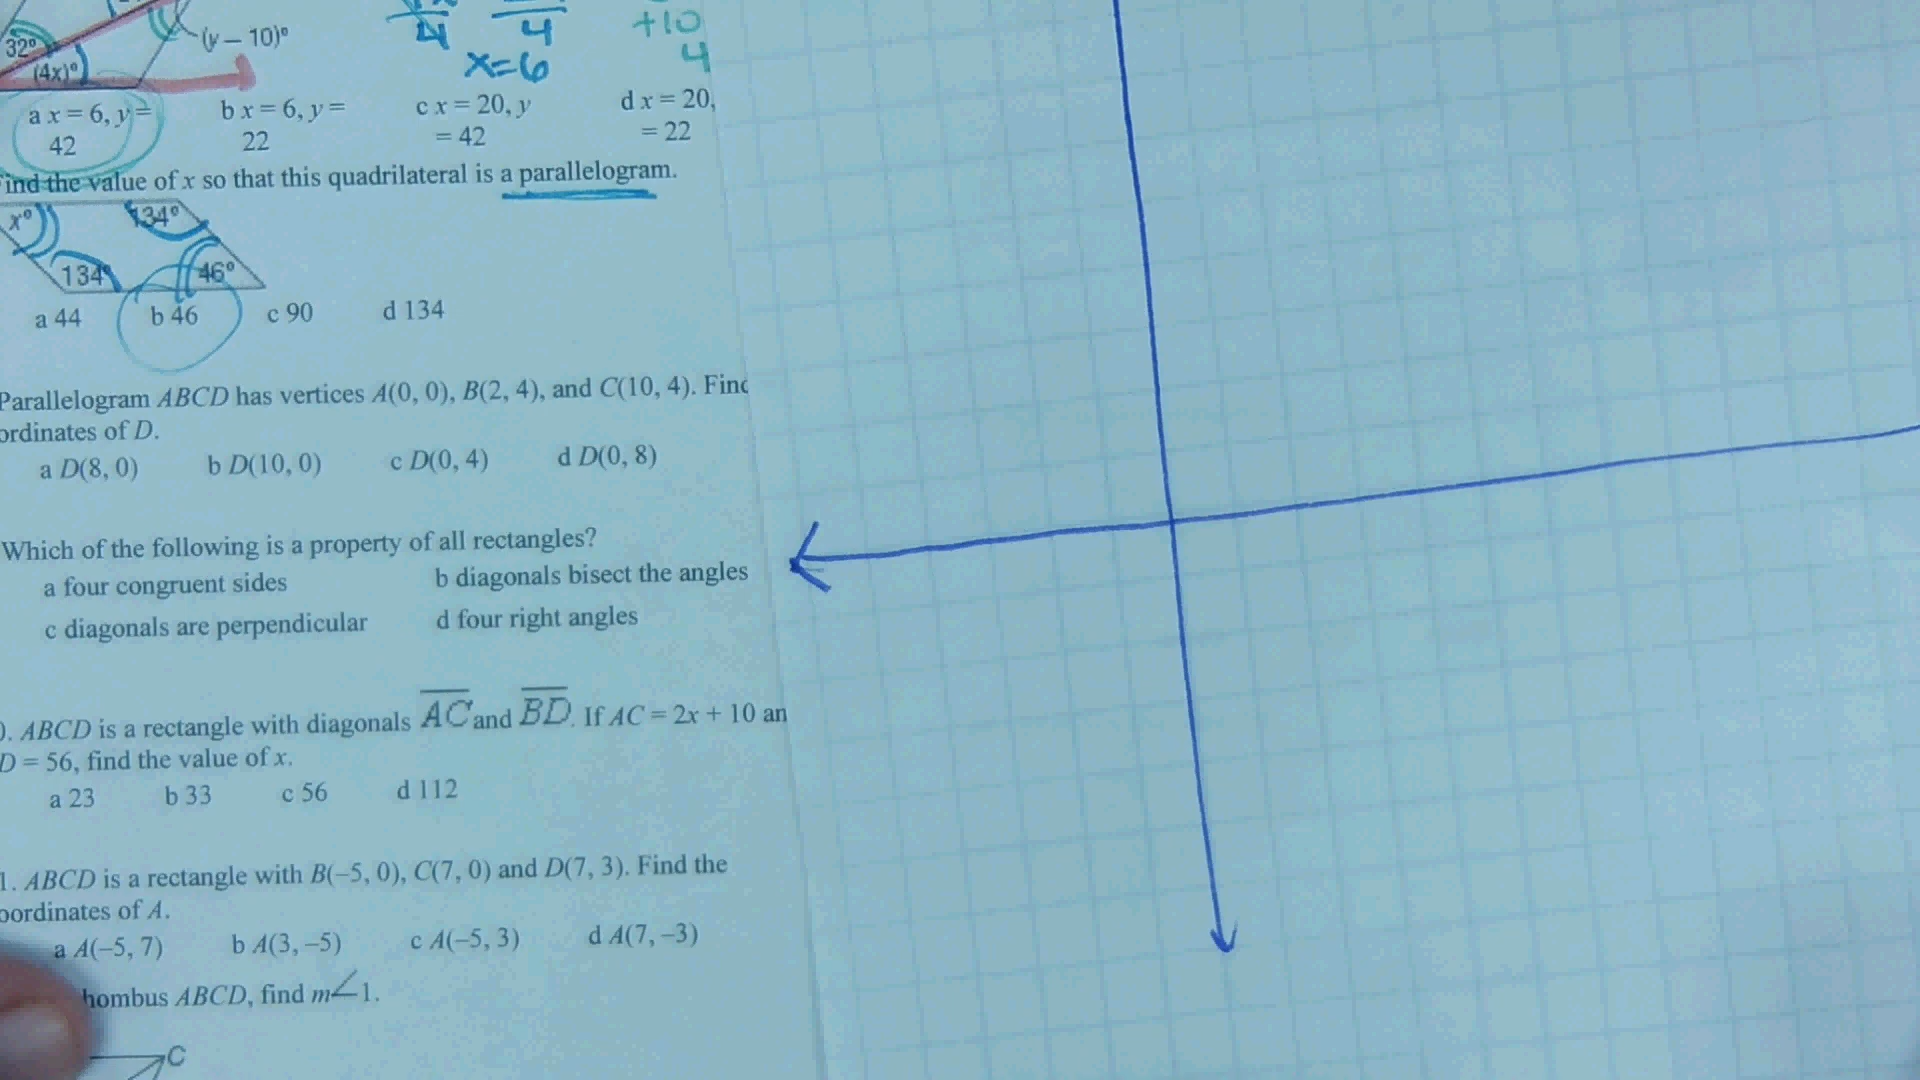 32° (y – 10)° 4 4 +10
(4x)° x=6 4
a x = 6, y = b x = 6, y = c x = 20, y d x = 20,
42 22 = 42 = 22
ind the value of x so that this quadrilateral is a parallelogram.
x° 134°
134° 46°
a 44 b 46 c 90 d 134
Parallelogram ABCD has vertices A(0, 0), B(2, 4), and C(10, 4). Find
ordinates of D.
a D(8, 0) b D(10, 0) c D(0, 4) d D(0, 8)
Which of the following is a property of all rectangles?
a four congruent sides b diagonals bisect the angles
c diagonals are perpendicular d four right angles
). ABCD is a rectangle with diagonals AC and BD. If AC = 2x + 10 an
D = 56, find the value of x.
a 23 b 33 c 56 d 112
1. ABCD is a rectangle with B(–5, 0), C(7, 0) and D(7, 3). Find the
oordinates of A.
a A(–5, 7) b A(3, –5) c A(–5, 3) d A(7, –3)
hombus ABCD, find m∠1.
C